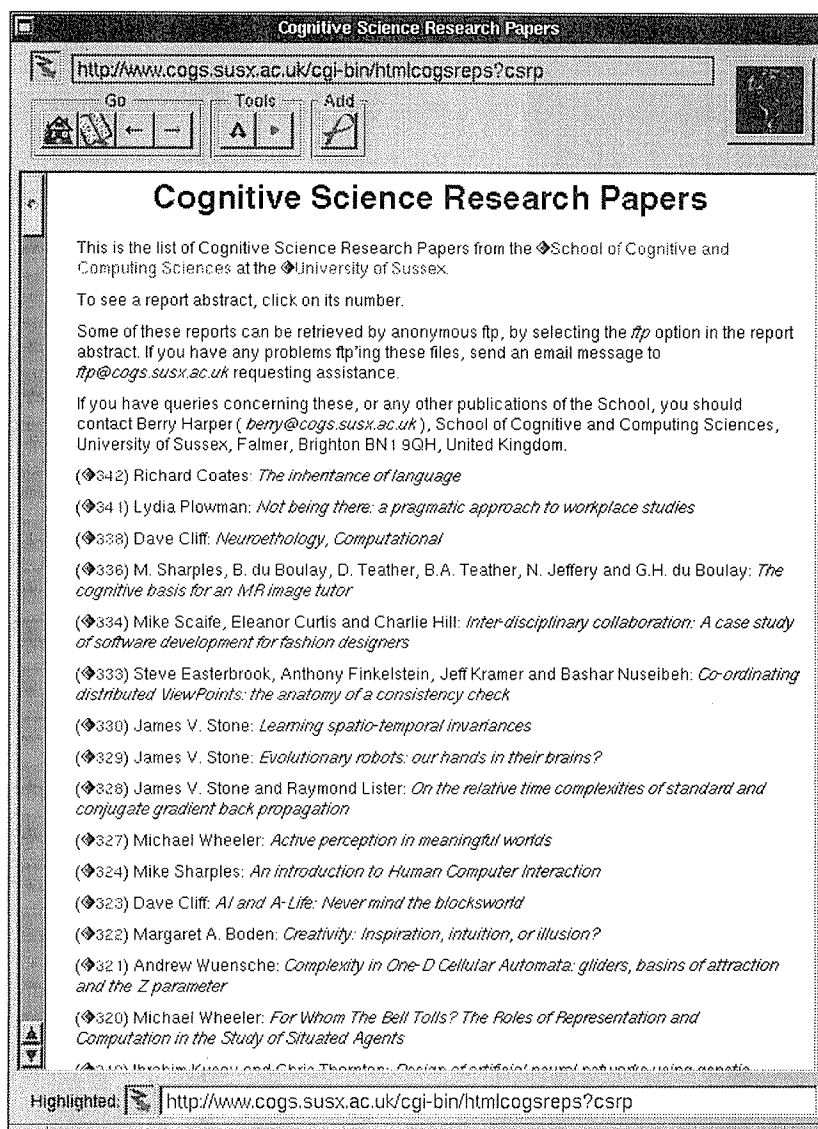 Cognitive Science Research Papers
http://www.cogs.susx.ac.uk/cgi-bin/htmlcogsreps?csrp
Go Tools Add
Cognitive Science Research Papers
This is the list of Cognitive Science Research Papers from the School of Cognitive and
Computing Sciences at the University of Sussex.
To see a report abstract, click on its number.
Some of these reports can be retrieved by anonymous ftp, by selecting the ftp option in the report
abstract. If you have any problems ftp'ing these files, send an email message to
ftp@cogs.susx.ac.uk requesting assistance.
If you have queries concerning these, or any other publications of the School, you should
contact Berry Harper ( berry@cogs.susx.ac.uk ), School of Cognitive and Computing Sciences,
University of Sussex, Falmer, Brighton BN1 9QH, United Kingdom.
(342) Richard Coates: The inheritance of language
(341) Lydia Plowman: Not being there: a pragmatic approach to workplace studies
(338) Dave Cliff: Neuroethology, Computational
(336) M. Sharples, B. du Boulay, D. Teather, B.A. Teather, N. Jeffery and G.H. du Boulay: The
cognitive basis for an MR image tutor
(334) Mike Scaife, Eleanor Curtis and Charlie Hill: Inter-disciplinary collaboration: A case study
of software development for fashion designers
(333) Steve Easterbrook, Anthony Finkelstein, Jeff Kramer and Bashar Nuseibeh: Co-ordinating
distributed ViewPoints: the anatomy of a consistency check
(330) James V. Stone: Learning spatio-temporal invariances
(329) James V. Stone: Evolutionary robots: our hands in their brains?
(328) James V. Stone and Raymond Lister: On the relative time complexities of standard and
conjugate gradient back propagation
(327) Michael Wheeler: Active perception in meaningful worlds
(324) Mike Sharples: An introduction to Human Computer Interaction
(323) Dave Cliff: AI and A-Life: Never mind the blocksworld
(322) Margaret A. Boden: Creativity: Inspiration, intuition, or illusion?
(321) Andrew Wuensche: Complexity in One-D Cellular Automata: gliders, basins of attraction
and the Z parameter
(320) Michael Wheeler: For Whom The Bell Tolls? The Roles of Representation and
Computation in the Study of Situated Agents
and Chris Thornton: Design of artificial neural networks using genetic
Highlighted: http://www.cogs.susx.ac.uk/cgi-bin/htmlcogsreps?csrp